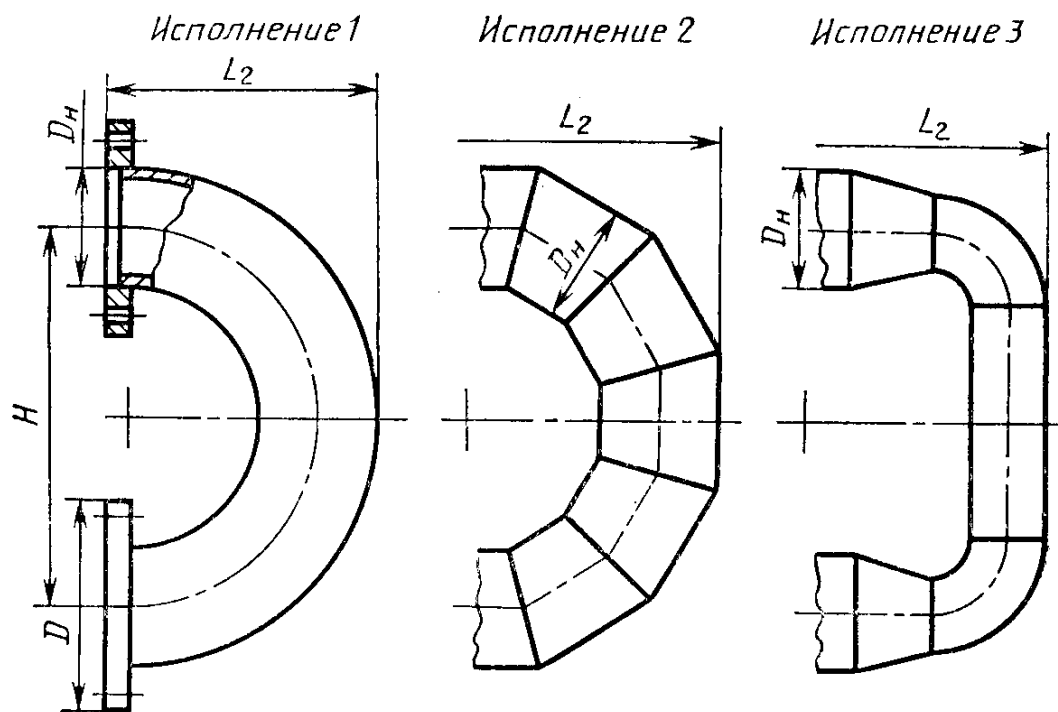 Исполнение 1
Исполнение 2
Исполнение 3
L2
Dн
H
D
L2
Dн
L2
Dн